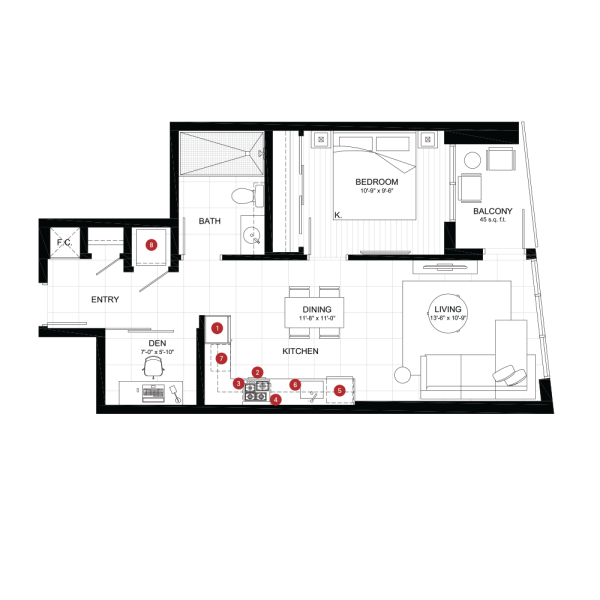 BEDROOM
10'-9" x 9'-6"
K.
BALCONY
45 s.q. f.t.
BATH
F.C.
8
ENTRY
DINING
11'-8" x 11'-0"
LIVING
13'-6" x 10'-9"
1
DEN
7'-0" x 5'-10"
KITCHEN
7
2
3
6
5
4